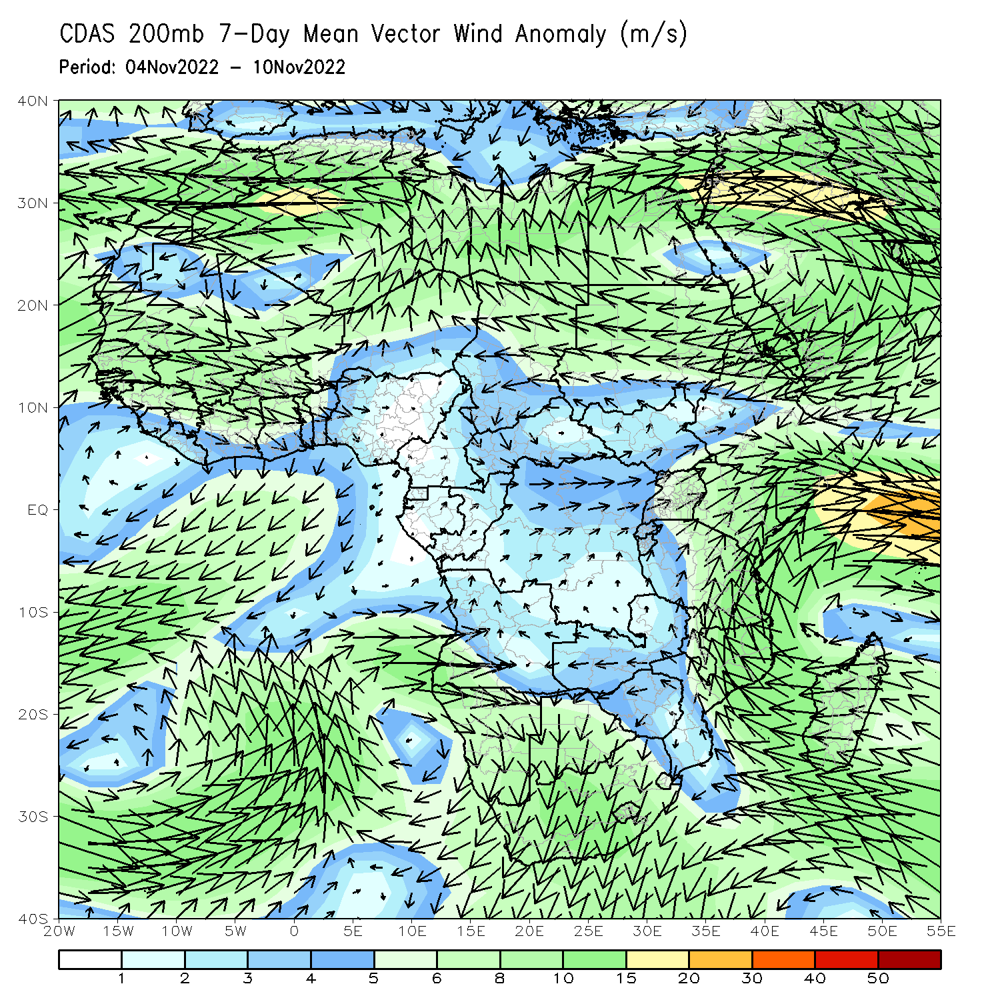 CDAS 200mb 7-Day Mean Vector Wind Anomaly (m/s)
Period: 04Nov2022 - 10Nov2022
40N
30N
20N
10N
EQ
10S
20S
30S
40S
20W 15W 10W 5W 0 5E 10E 15E 20E 25E 30E 35E 40E 45E 50E 55E
1 2 3 4 5 6 8 10 15 20 30 40 50